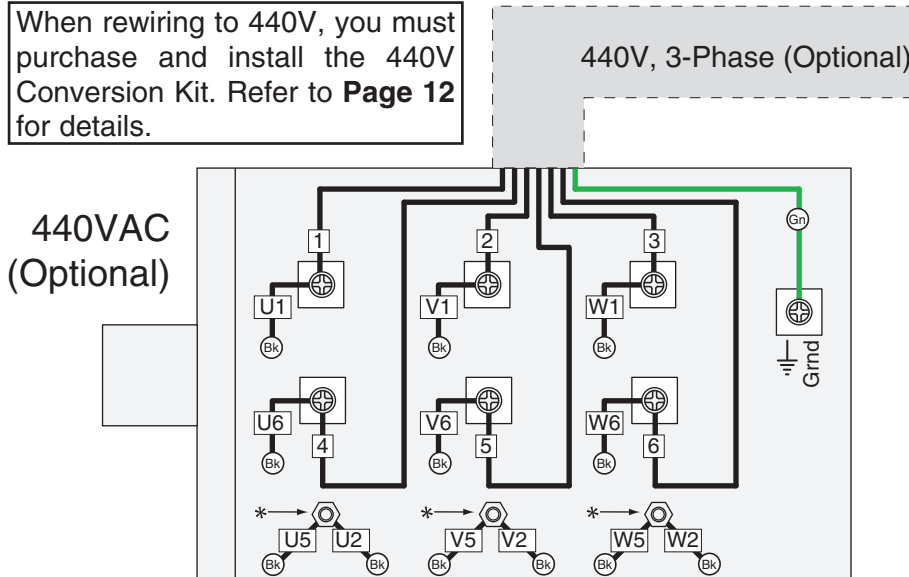 When rewiring to 440V, you must
purchase and install the 440V
Conversion Kit. Refer to Page 12
for details.
440V, 3-Phase (Optional)
440VAC
(Optional)
1
2
3
Gn
U1
V1
W1
Bk
Bk
Bk
Grnd
U6
V6
W6
4
5
6
Bk
Bk
Bk
*
*
*
U5
U2
V5
V2
W5
W2
Bk
Bk
Bk
Bk
Bk
Bk